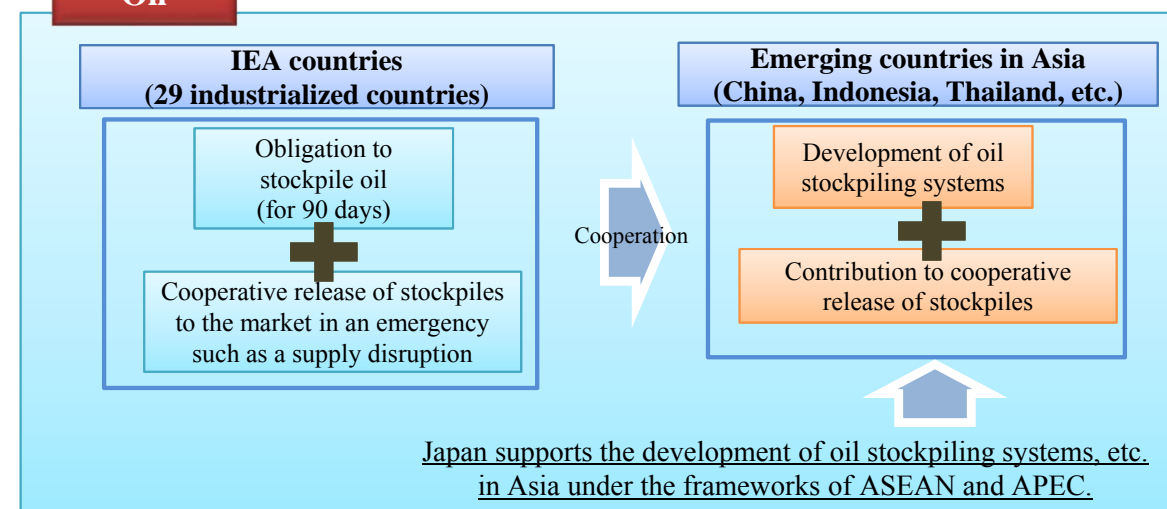 Oil
IEA countries
(29 industrialized countries)
Obligation to
stockpile oil
(for 90 days)
Cooperative release of stockpiles
to the market in an emergency
such as a supply disruption
Cooperation
Emerging countries in Asia
(China, Indonesia, Thailand, etc.)
Development of oil
stockpiling systems
Contribution to cooperative
release of stockpiles
Japan supports the development of oil stockpiling systems, etc.
in Asia under the frameworks of ASEAN and APEC.